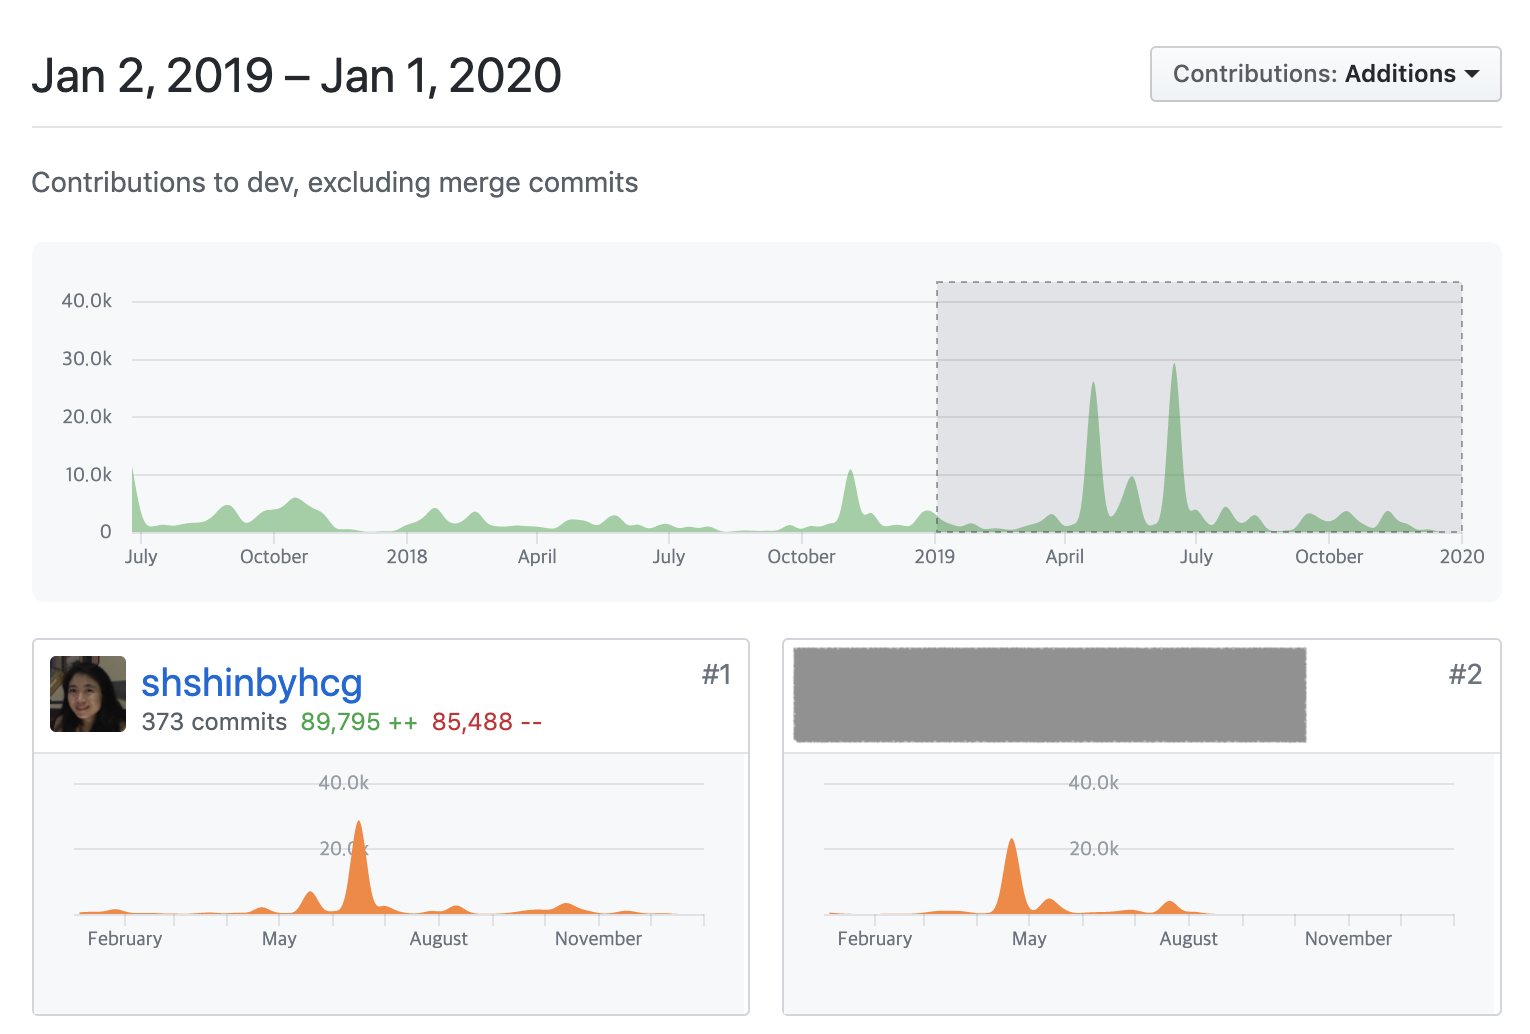 Jan 2, 2019 – Jan 1, 2020
Contributions: Additions
Contributions to dev, excluding merge commits
40.0k
30.0k
20.0k
10.0k
0
July October 2018 April July October 2019 April July October 2020
shshinbyhcg
#1
373 commits 89,795 ++ 85,488 --
40.0k
20.0k
February May August November
#2
40.0k
20.0k
February May August November